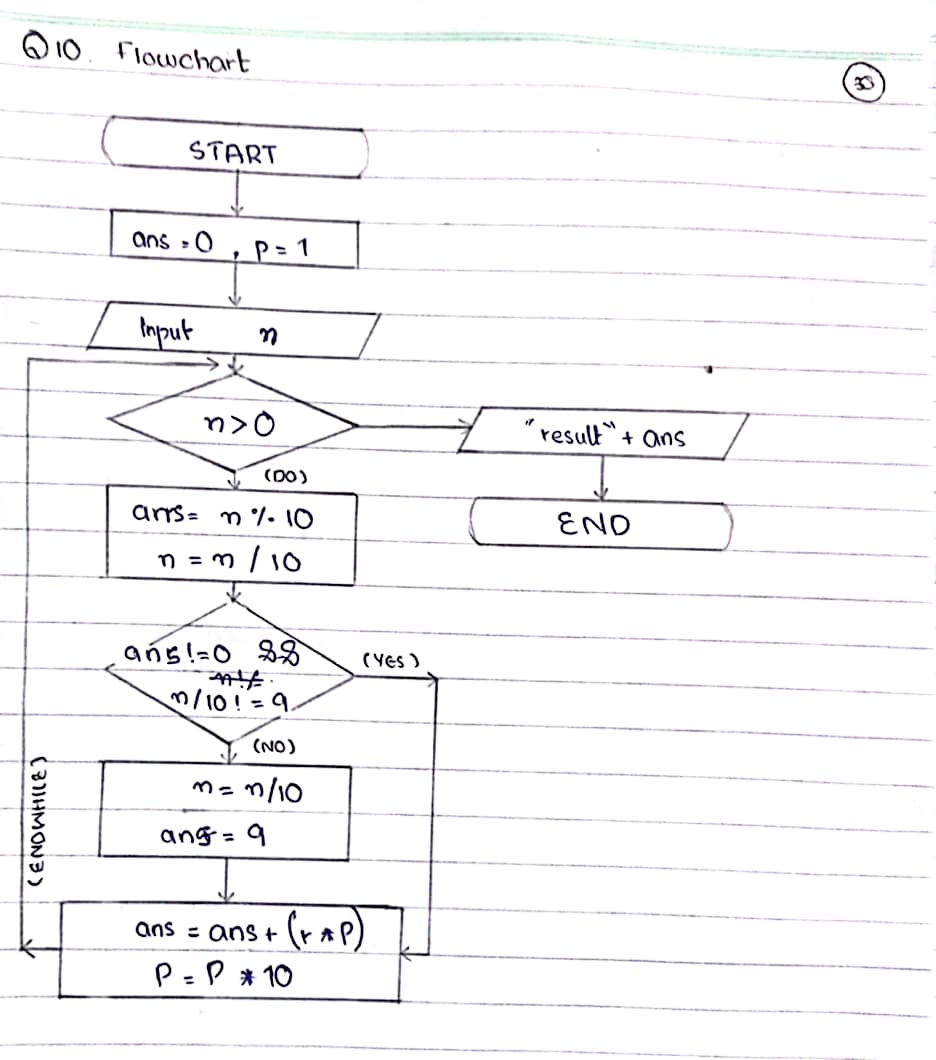 Q10. Flowchart
38
START
ans = 0 , P = 1
Input n
n > 0
"result" + ans
(DO)
END
ans = n % 10
n = n / 10
ans != 0 &&
(YES)
n/10 ! = 9
(NO)
n = n/10
ans = 9
(ENDWHILE)
ans = ans + (r * P)
P = P * 10